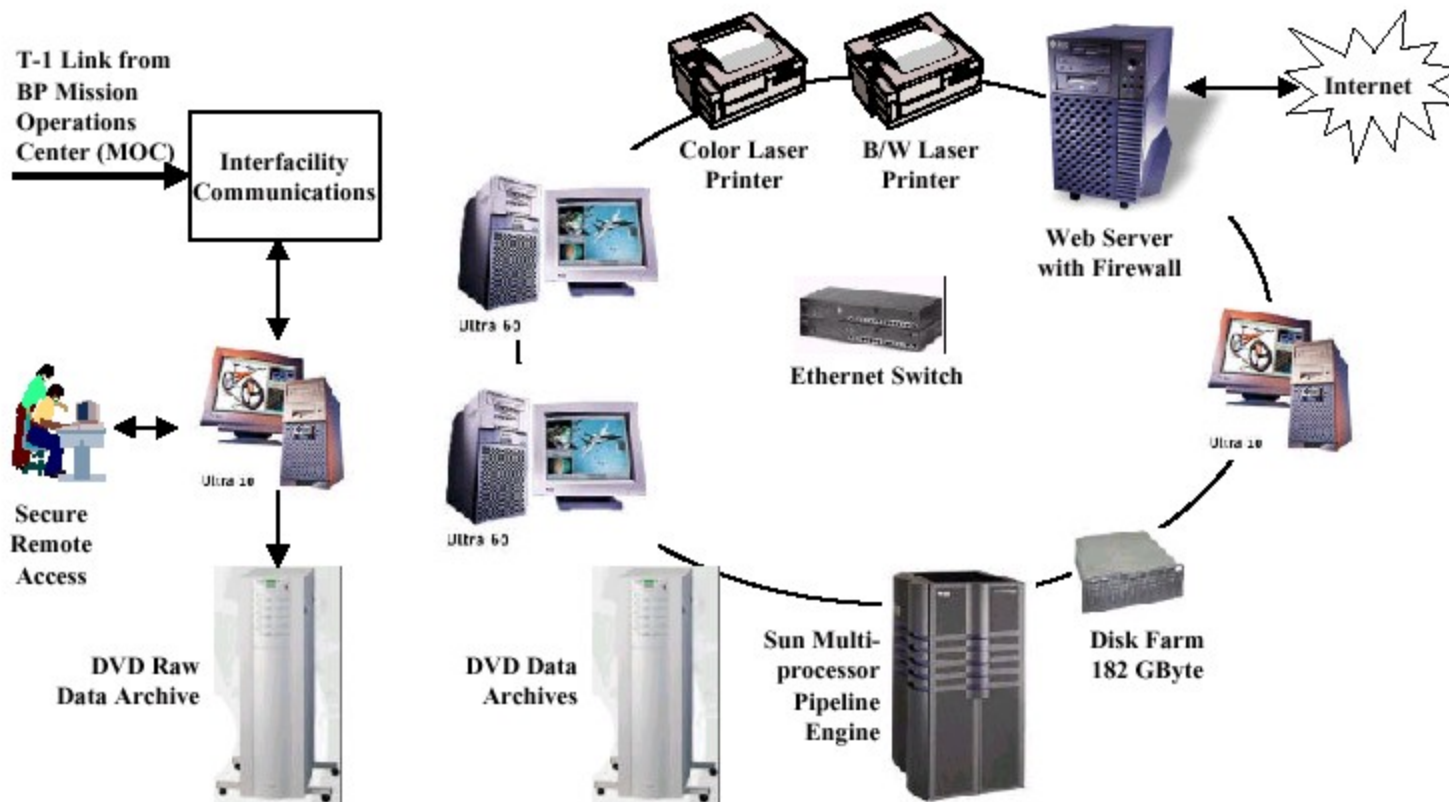 T-1 Link from
BP Mission
Operations
Center (MOC)
Interfacility
Communications
Color Laser
Printer
B/W Laser
Printer
Internet
Web Server
with Firewall
Ultra 60
Ethernet Switch
Ultra 10
Secure
Remote
Access
Ultra 60
Ultra 10
DVD Raw
Data Archive
DVD Data
Archives
Sun Multi-
processor
Pipeline
Engine
Disk Farm
182 GByte